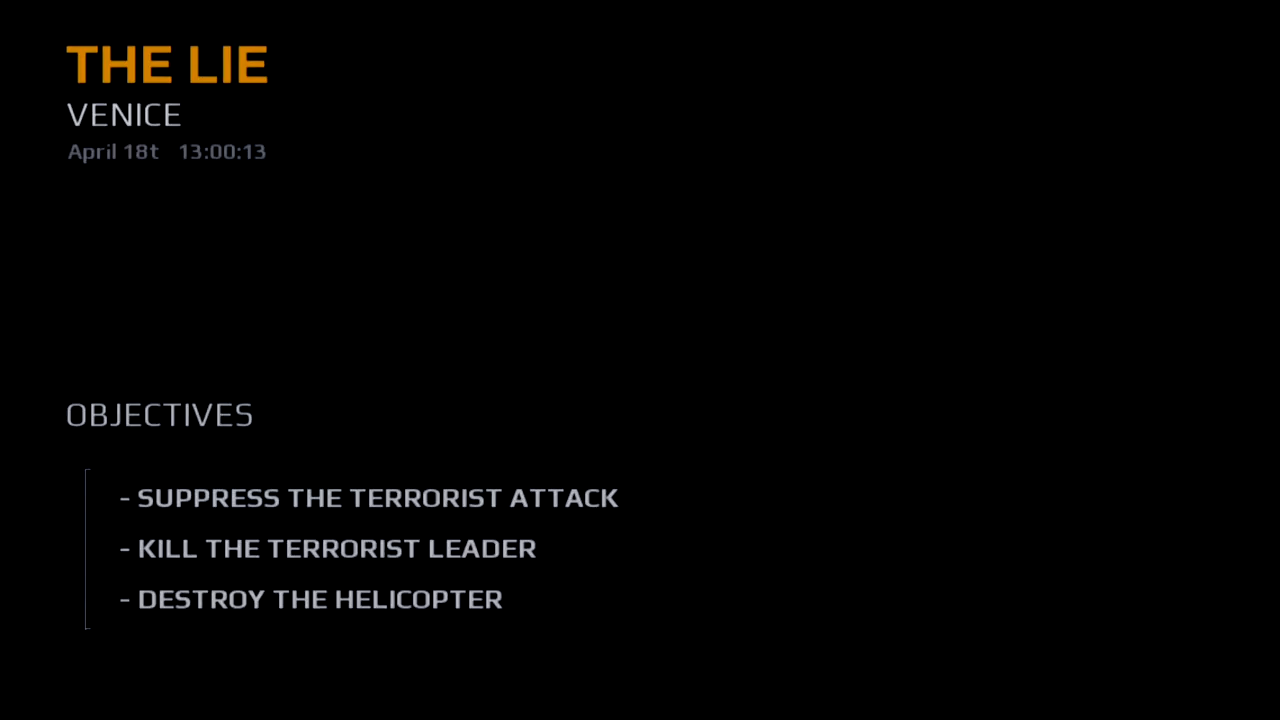 THE LIE
VENICE
April 18t 13:00:13
OBJECTIVES
- SUPPRESS THE TERRORIST ATTACK
- KILL THE TERRORIST LEADER
- DESTROY THE HELICOPTER